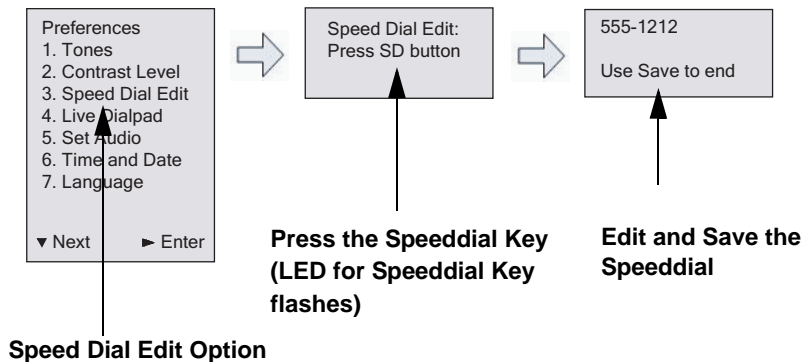 Preferences
1. Tones
2. Contrast Level
3. Speed Dial Edit
4. Live Dialpad
5. Set Audio
6. Time and Date
7. Language
▼ Next ► Enter
Speed Dial Edit:
Press SD button
555-1212
Use Save to end
Press the Speeddial Key
(LED for Speeddial Key
flashes)
Edit and Save the
Speeddial
Speed Dial Edit Option